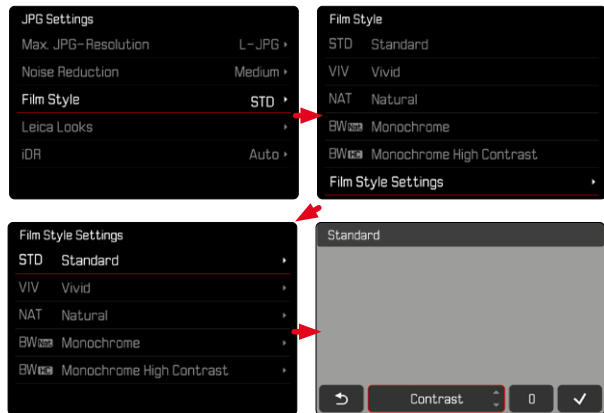 JPG Settings
Max. JPG-Resolution L-JPG
Noise Reduction Medium
Film Style STD
Leica Looks
iDR Auto
Film Style
STD Standard
VIV Vivid
NAT Natural
BW Monochrome
BW Monochrome High Contrast
Film Style Settings
Film Style Settings
STD Standard
VIV Vivid
NAT Natural
BW Monochrome
BW Monochrome High Contrast
Standard
Contrast 0